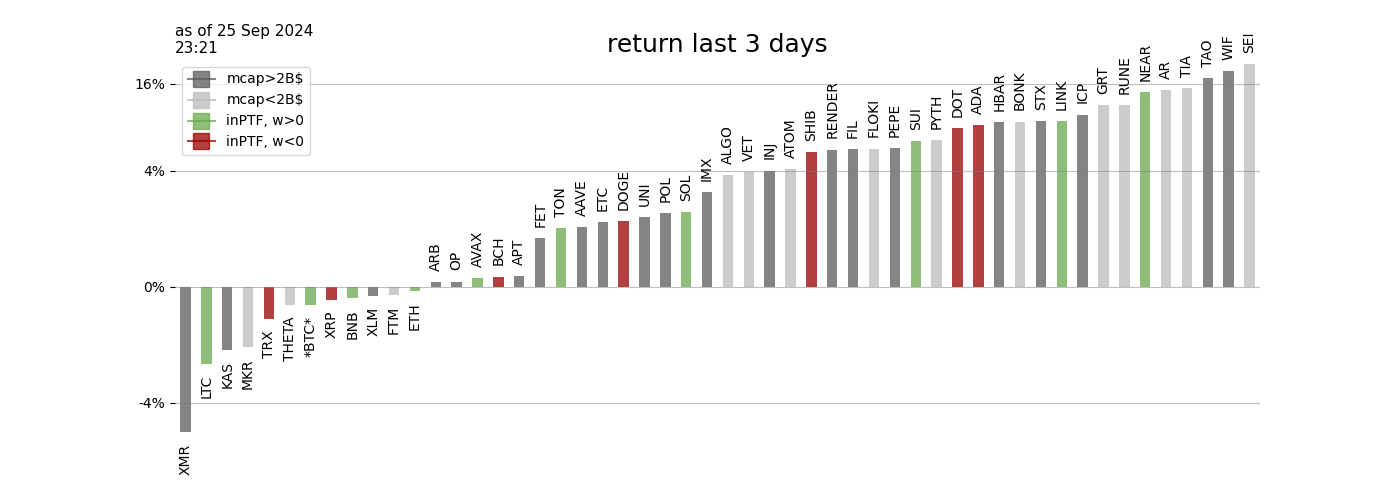 as of 25 Sep 2024
23:21
return last 3 days
mcap>2B$
mcap<2B$
inPTF, w>0
inPTF, w<0
16%
4%
0%
-4%
XMR
LTC
KAS
MKR
TRX
THETA
*BTC*
XRP
BNB
XLM
FTM
ETH
ARB
OP
AVAX
BCH
APT
FET
TON
AAVE
ETC
DOGE
UNI
POL
SOL
IMX
ALGO
VET
INJ
ATOM
SHIB
RENDER
FIL
FLOKI
PEPE
SUI
PYTH
DOT
ADA
HBAR
BONK
STX
LINK
ICP
GRT
RUNE
NEAR
AR
TIA
TAO
WIF
SEI